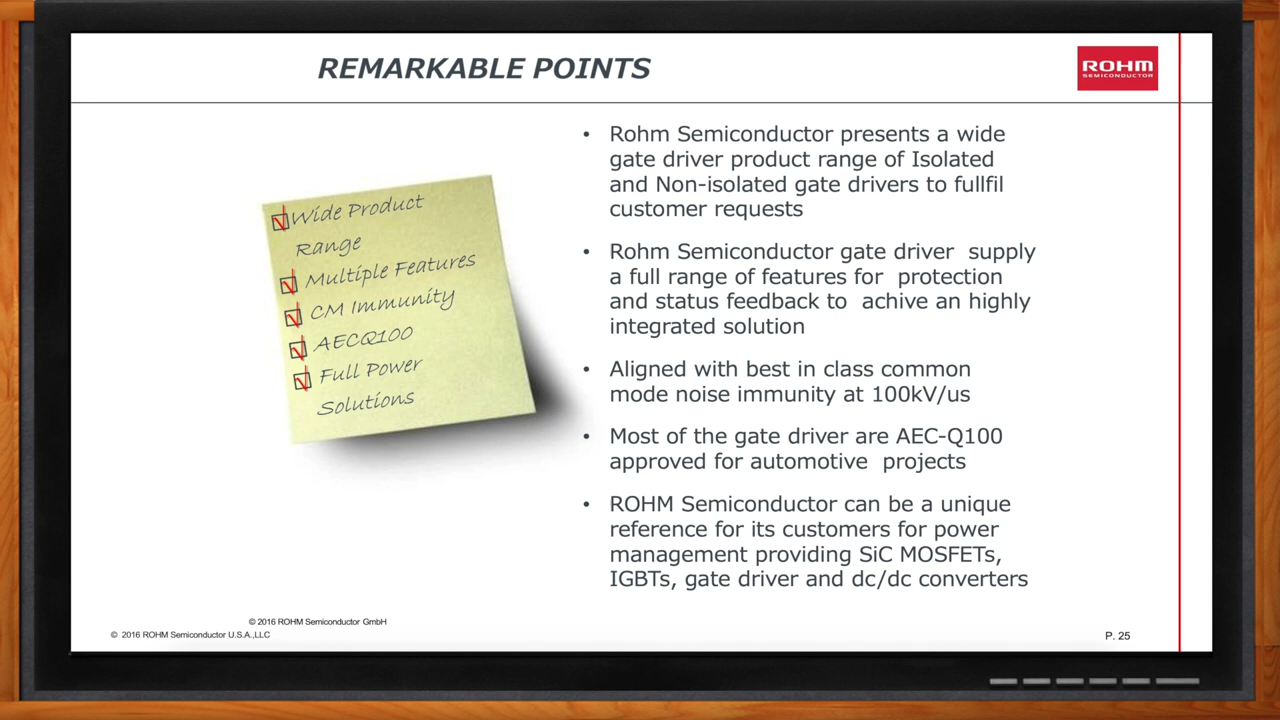 REMARKABLE POINTS
ROHM
SEMICONDUCTOR
Wide Product
Range
Multiple Features
CM Immunity
AECQ100
Full Power
Solutions
• Rohm Semiconductor presents a wide
gate driver product range of Isolated
and Non-isolated gate drivers to fullfil
customer requests
• Rohm Semiconductor gate driver supply
a full range of features for protection
and status feedback to achive an highly
integrated solution
• Aligned with best in class common
mode noise immunity at 100kV/us
• Most of the gate driver are AEC-Q100
approved for automotive projects
• ROHM Semiconductor can be a unique
reference for its customers for power
management providing SiC MOSFETs,
IGBTs, gate driver and dc/dc converters
© 2016 ROHM Semiconductor GmbH
© 2016 ROHM Semiconductor U.S.A.,LLC
P. 25